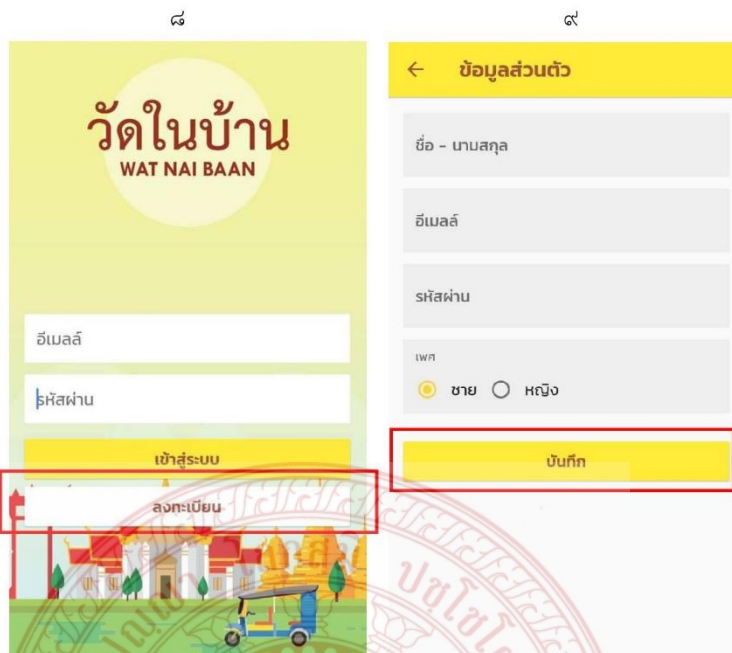 ๘
วัดในบ้าน
WAT NAI BAAN
อีเมลล์
รหัสผ่าน
เข้าสู่ระบบ
ลงทะเบียน
๙
← ข้อมูลส่วนตัว
ชื่อ - นามสกุล
อีเมลล์
รหัสผ่าน
เพศ
ชาย หญิง
บันทึก